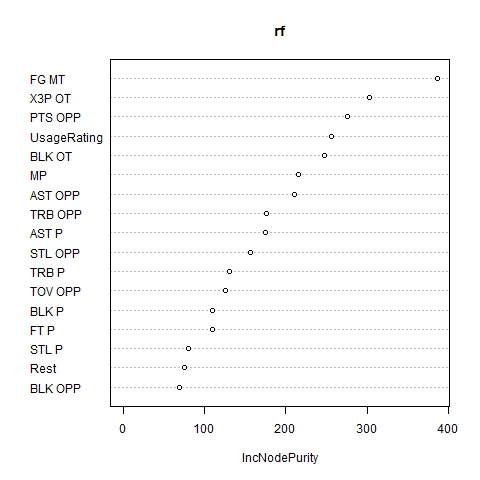 rf
FG MT
X3P OT
PTS OPP
UsageRating
BLK OT
MP
AST OPP
TRB OPP
AST P
STL OPP
TRB P
TOV OPP
BLK P
FT P
STL P
Rest
BLK OPP
0 100 200 300 400
IncNodePurity